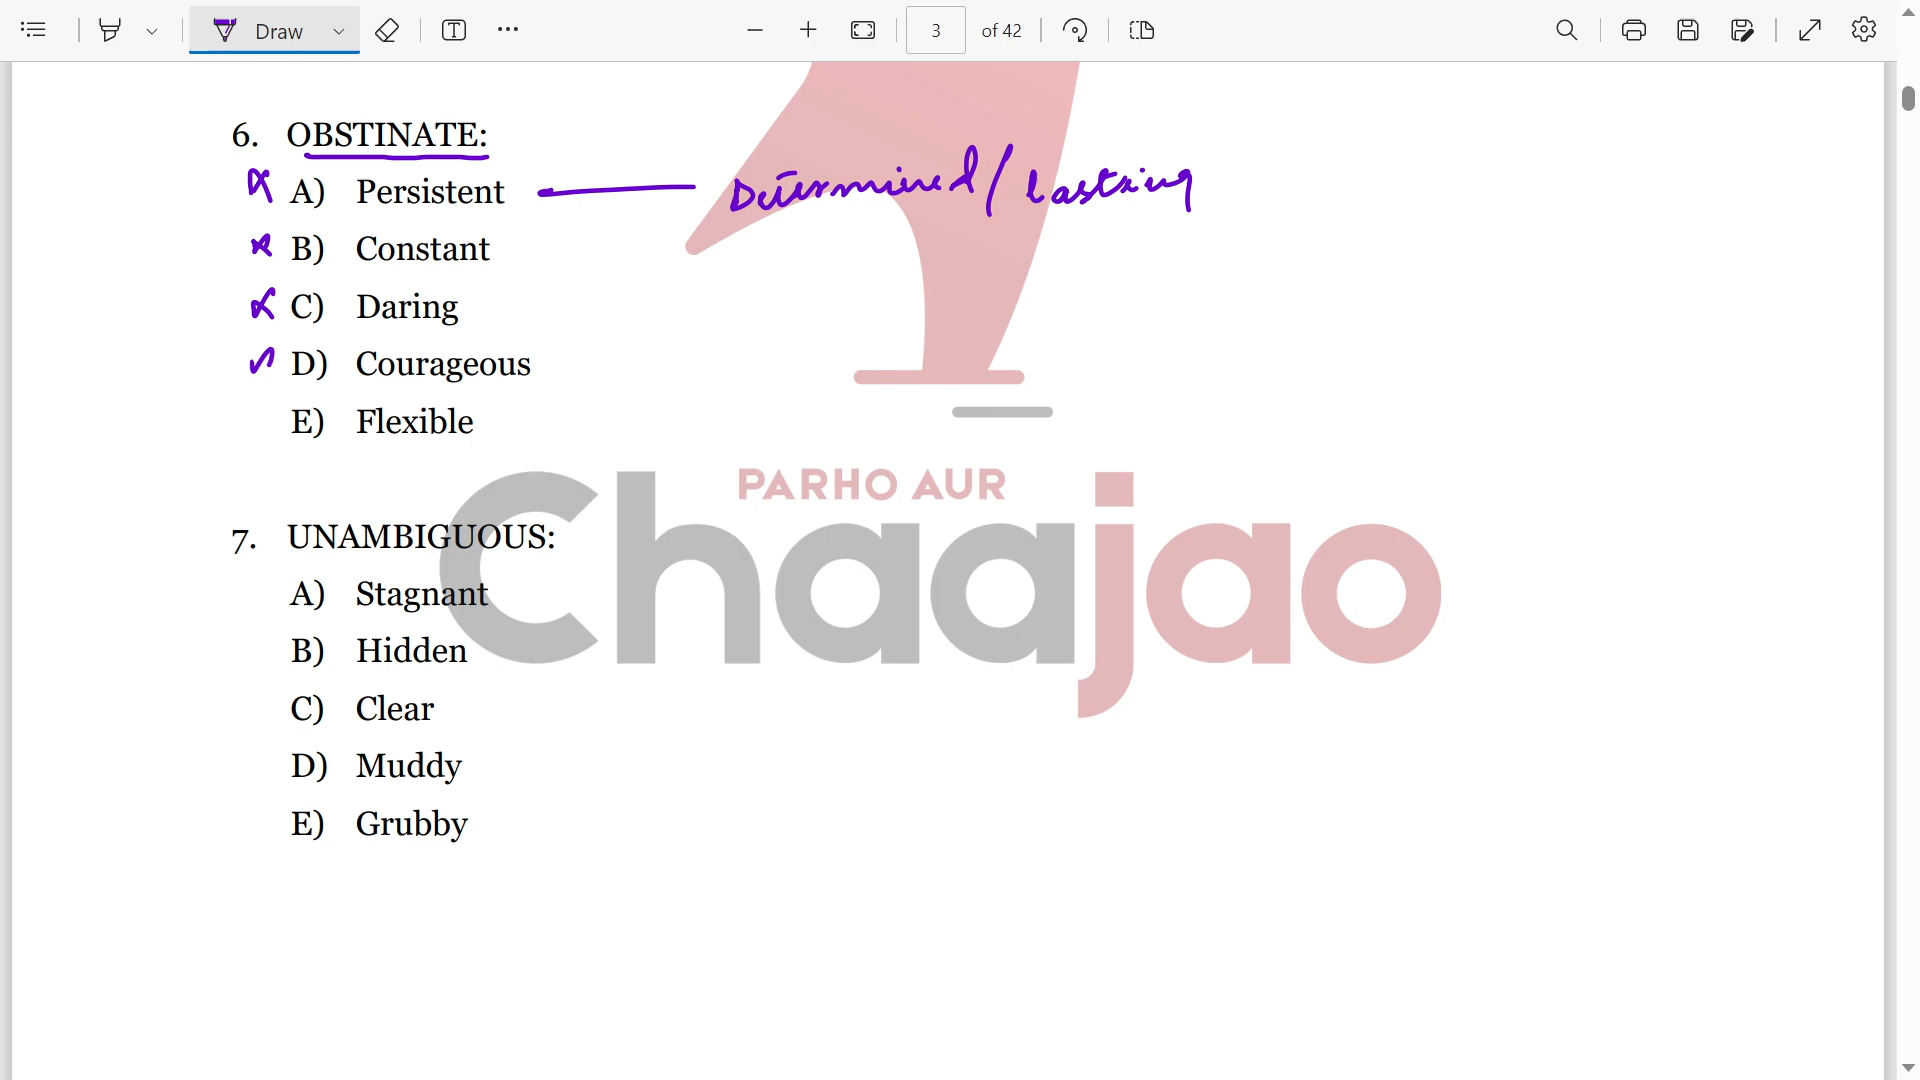 Draw
3 of 42
6. OBSTINATE:
A) Persistent Determined/ lasting
B) Constant
C) Daring
D) Courageous
E) Flexible
PARHO AUR
Chaajao
7. UNAMBIGUOUS:
A) Stagnant
B) Hidden
C) Clear
D) Muddy
E) Grubby